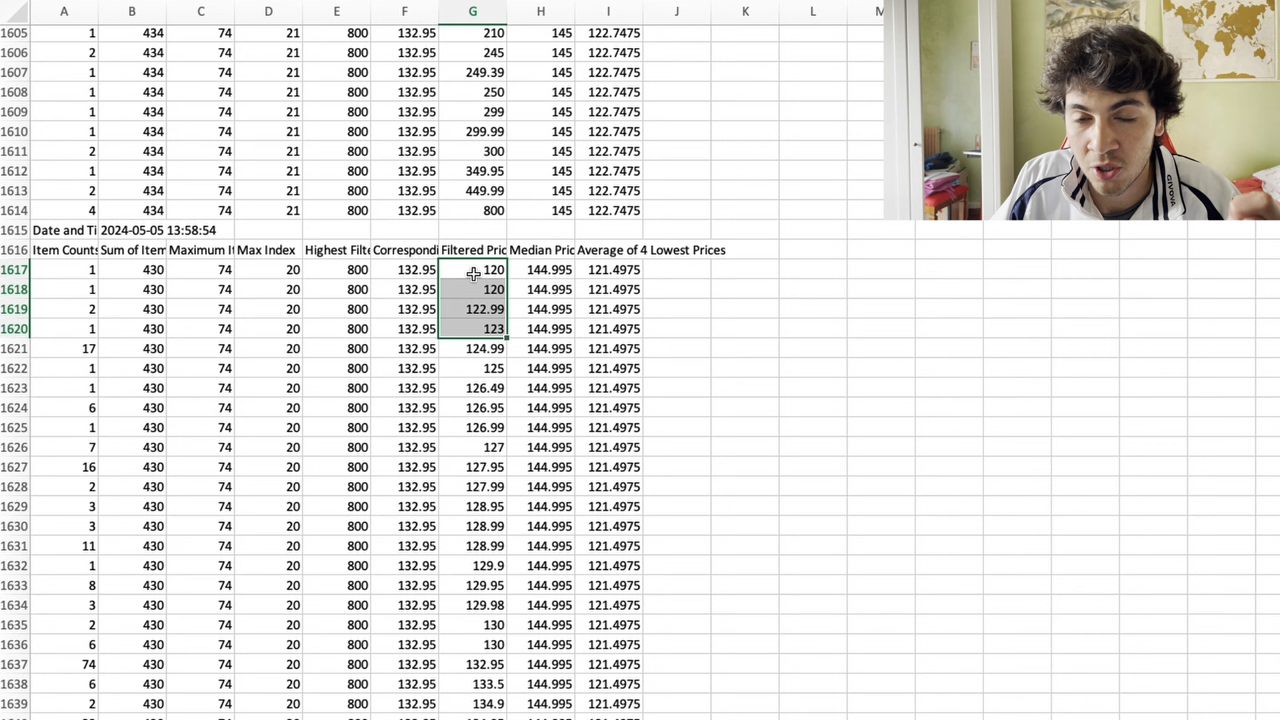 A B C D E F G H I J K L M
1605 1 434 74 21 800 132.95 210 145 122.7475
1606 2 434 74 21 800 132.95 245 145 122.7475
1607 1 434 74 21 800 132.95 249.39 145 122.7475
1608 1 434 74 21 800 132.95 250 145 122.7475
1609 1 434 74 21 800 132.95 299 145 122.7475
1610 1 434 74 21 800 132.95 299.99 145 122.7475
1611 2 434 74 21 800 132.95 300 145 122.7475
1612 1 434 74 21 800 132.95 349.95 145 122.7475
1613 2 434 74 21 800 132.95 449.99 145 122.7475
1614 4 434 74 21 800 132.95 800 145 122.7475
1615 Date and Ti 2024-05-05 13:58:54
1616 Item Counts Sum of Item Maximum It Max Index Highest Filte Correspondi Filtered Pric Median Pric Average of 4 Lowest Prices
1617 1 430 74 20 800 132.95 120 144.995 121.4975
1618 1 430 74 20 800 132.95 120 144.995 121.4975
1619 2 430 74 20 800 132.95 122.99 144.995 121.4975
1620 1 430 74 20 800 132.95 123 144.995 121.4975
1621 17 430 74 20 800 132.95 124.99 144.995 121.4975
1622 1 430 74 20 800 132.95 125 144.995 121.4975
1623 1 430 74 20 800 132.95 126.49 144.995 121.4975
1624 6 430 74 20 800 132.95 126.95 144.995 121.4975
1625 1 430 74 20 800 132.95 126.99 144.995 121.4975
1626 7 430 74 20 800 132.95 127 144.995 121.4975
1627 16 430 74 20 800 132.95 127.95 144.995 121.4975
1628 2 430 74 20 800 132.95 127.99 144.995 121.4975
1629 3 430 74 20 800 132.95 128.95 144.995 121.4975
1630 3 430 74 20 800 132.95 128.99 144.995 121.4975
1631 11 430 74 20 800 132.95 128.99 144.995 121.4975
1632 1 430 74 20 800 132.95 129.9 144.995 121.4975
1633 8 430 74 20 800 132.95 129.95 144.995 121.4975
1634 3 430 74 20 800 132.95 129.98 144.995 121.4975
1635 2 430 74 20 800 132.95 130 144.995 121.4975
1636 6 430 74 20 800 132.95 130 144.995 121.4975
1637 74 430 74 20 800 132.95 132.95 144.995 121.4975
1638 6 430 74 20 800 132.95 133.5 144.995 121.4975
1639 2 430 74 20 800 132.95 134.9 144.995 121.4975
GIVOVA